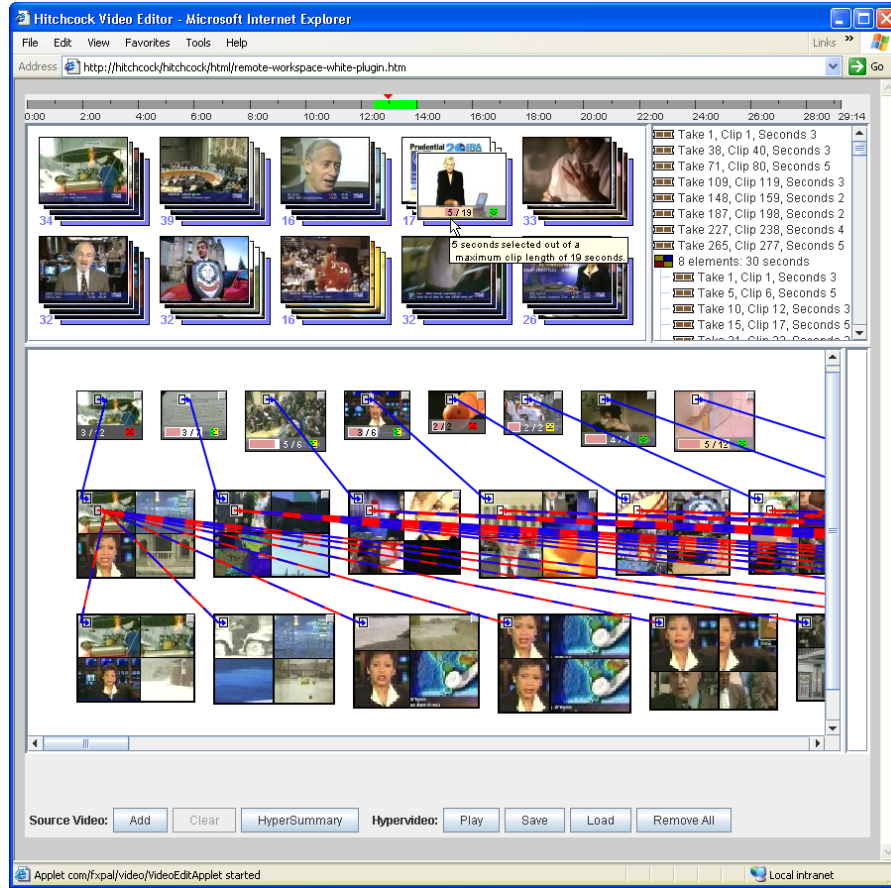 Hitchcock Video Editor - Microsoft Internet Explorer
File Edit View Favorites Tools Help Links »
Address http://hitchcock/hitchcock/html/remote-workspace-white-plugin.htm Go
0:00 2:00 4:00 6:00 8:00 10:00 12:00 14:00 16:00 18:00 20:00 22:00 24:00 26:00 28:00 29:14
Take 1, Clip 1, Seconds 3
Take 38, Clip 40, Seconds 3
Take 71, Clip 80, Seconds 5
Take 109, Clip 119, Seconds 3
Take 148, Clip 159, Seconds 2
Take 187, Clip 198, Seconds 2
Take 227, Clip 238, Seconds 4
Take 265, Clip 277, Seconds 5
8 elements: 30 seconds
Take 1, Clip 1, Seconds 3
Take 5, Clip 6, Seconds 3
Take 10, Clip 12, Seconds 3
Take 15, Clip 17, Seconds 5
Prudential
5 / 19
34 39 16 17 33
5 seconds selected out of a
maximum clip length of 19 seconds.
32 32 16 32 26
3 / 12 3 / 7 5 / 6 3 / 6 2 / 2 2 / 2 4 / 4 5 / 12
Source Video: Add Clear HyperSummary Hypervideo: Play Save Load Remove All
Applet com/fxpal/video/VideoEditApplet started Local intranet